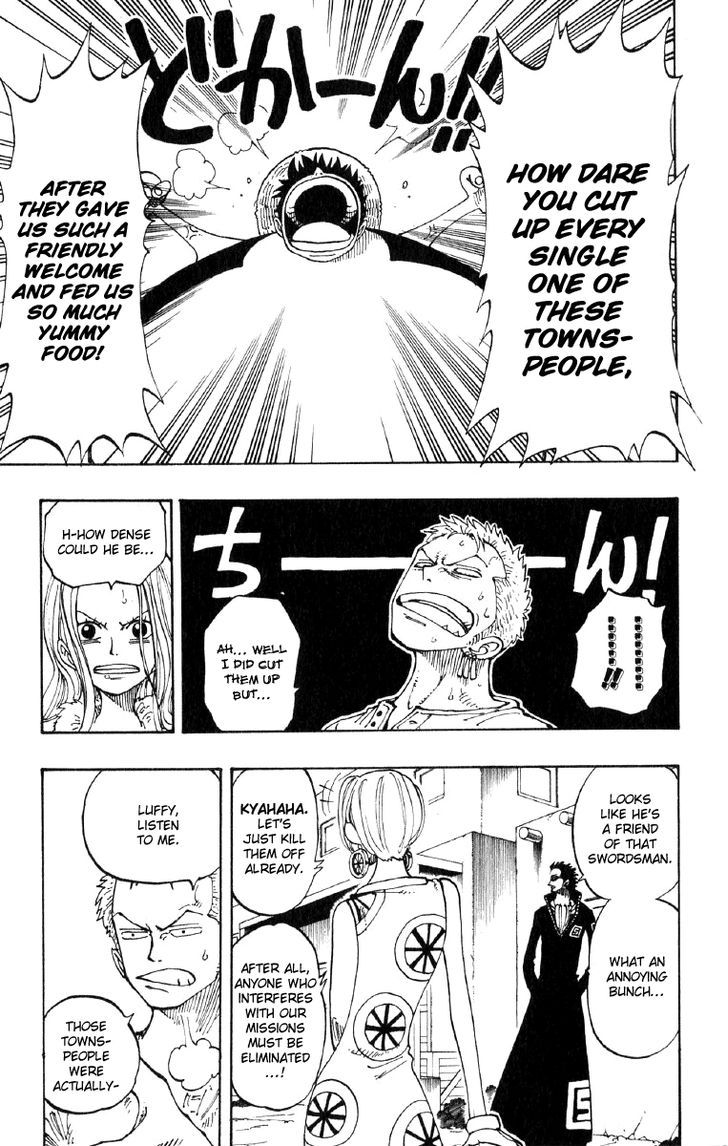 どかーん!!
HOW DARE
YOU CUT
UP EVERY
SINGLE
ONE OF
THESE
TOWNS-
PEOPLE,
AFTER
THEY GAVE
US SUCH A
FRIENDLY
WELCOME
AND FED US
SO MUCH
YUMMY
FOOD!
ちーーん!
............!!
AH... WELL
I DID CUT
THEM UP
BUT...
H-HOW DENSE
COULD HE BE...
LOOKS
LIKE HE'S
A FRIEND
OF THAT
SWORDSMAN.
WHAT AN
ANNOYING
BUNCH...
KYAHAHA.
LET'S
JUST KILL
THEM OFF
ALREADY.
AFTER ALL,
ANYONE WHO
INTERFERES
WITH OUR
MISSIONS
MUST BE
ELIMINATED
...!
LUFFY,
LISTEN
TO ME.
THOSE
TOWNS-
PEOPLE
WERE
ACTUALLY-